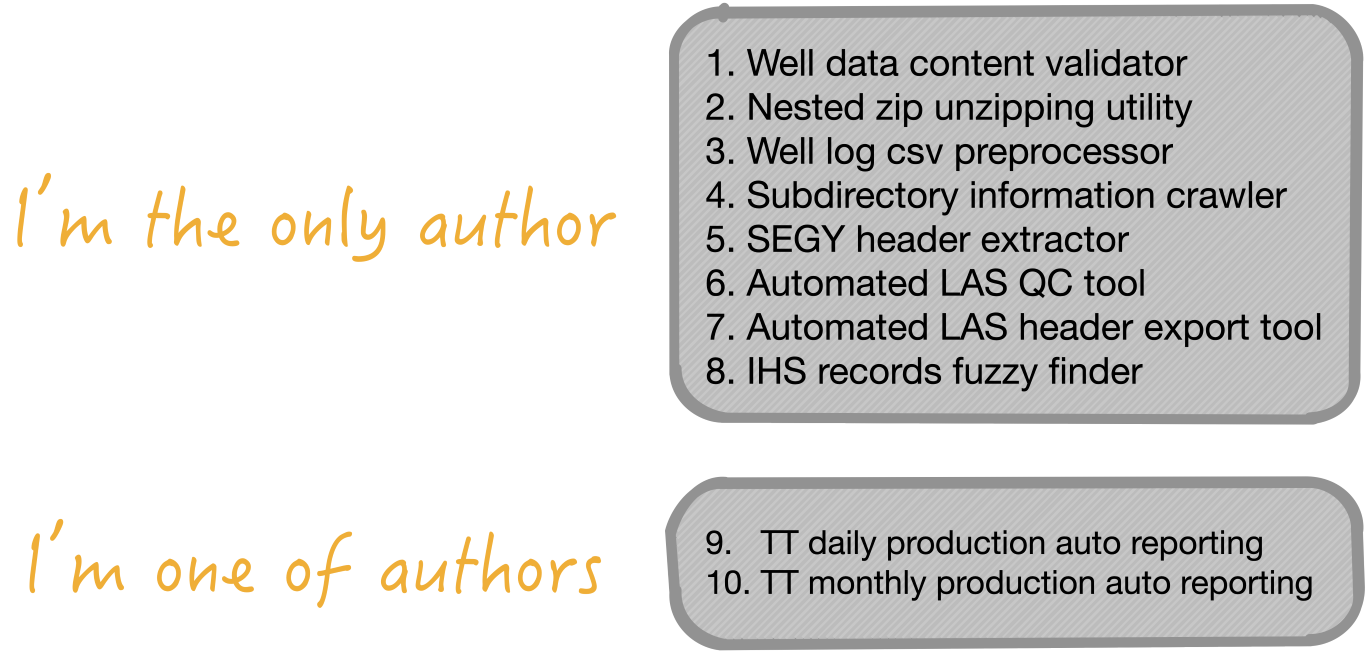 I'm the only author
1. Well data content validator
2. Nested zip unzipping utility
3. Well log csv preprocessor
4. Subdirectory information crawler
5. SEGY header extractor
6. Automated LAS QC tool
7. Automated LAS header export tool
8. IHS records fuzzy finder
I'm one of authors
9. TT daily production auto reporting
10. TT monthly production auto reporting